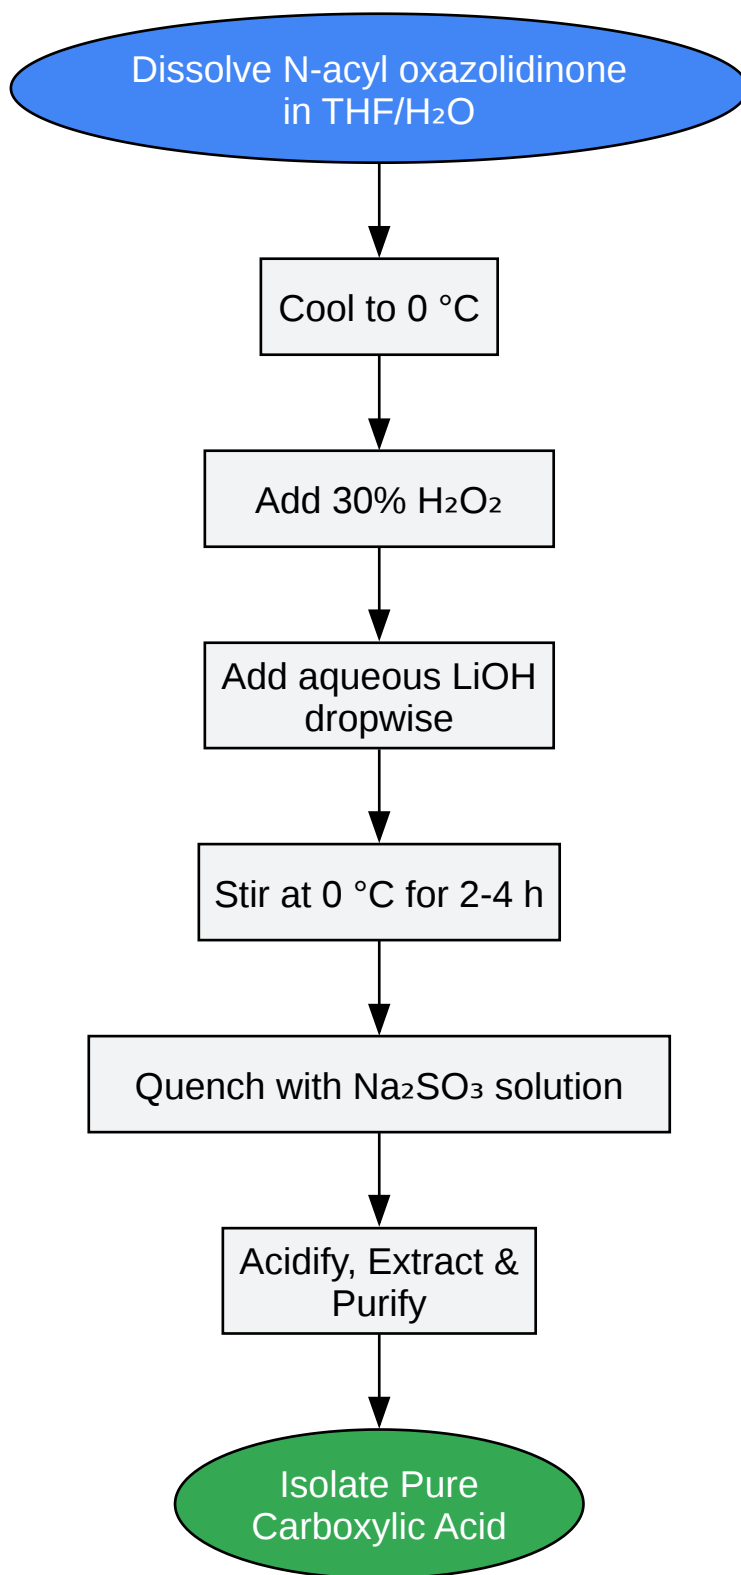 Dissolve N-acyl oxazolidinone
in THF/H₂O
Cool to 0 °C
Add 30% H₂O₂
Add aqueous LiOH
dropwise
Stir at 0 °C for 2-4 h
Quench with Na₂SO₃ solution
Acidify, Extract &
Purify
Isolate Pure
Carboxylic Acid